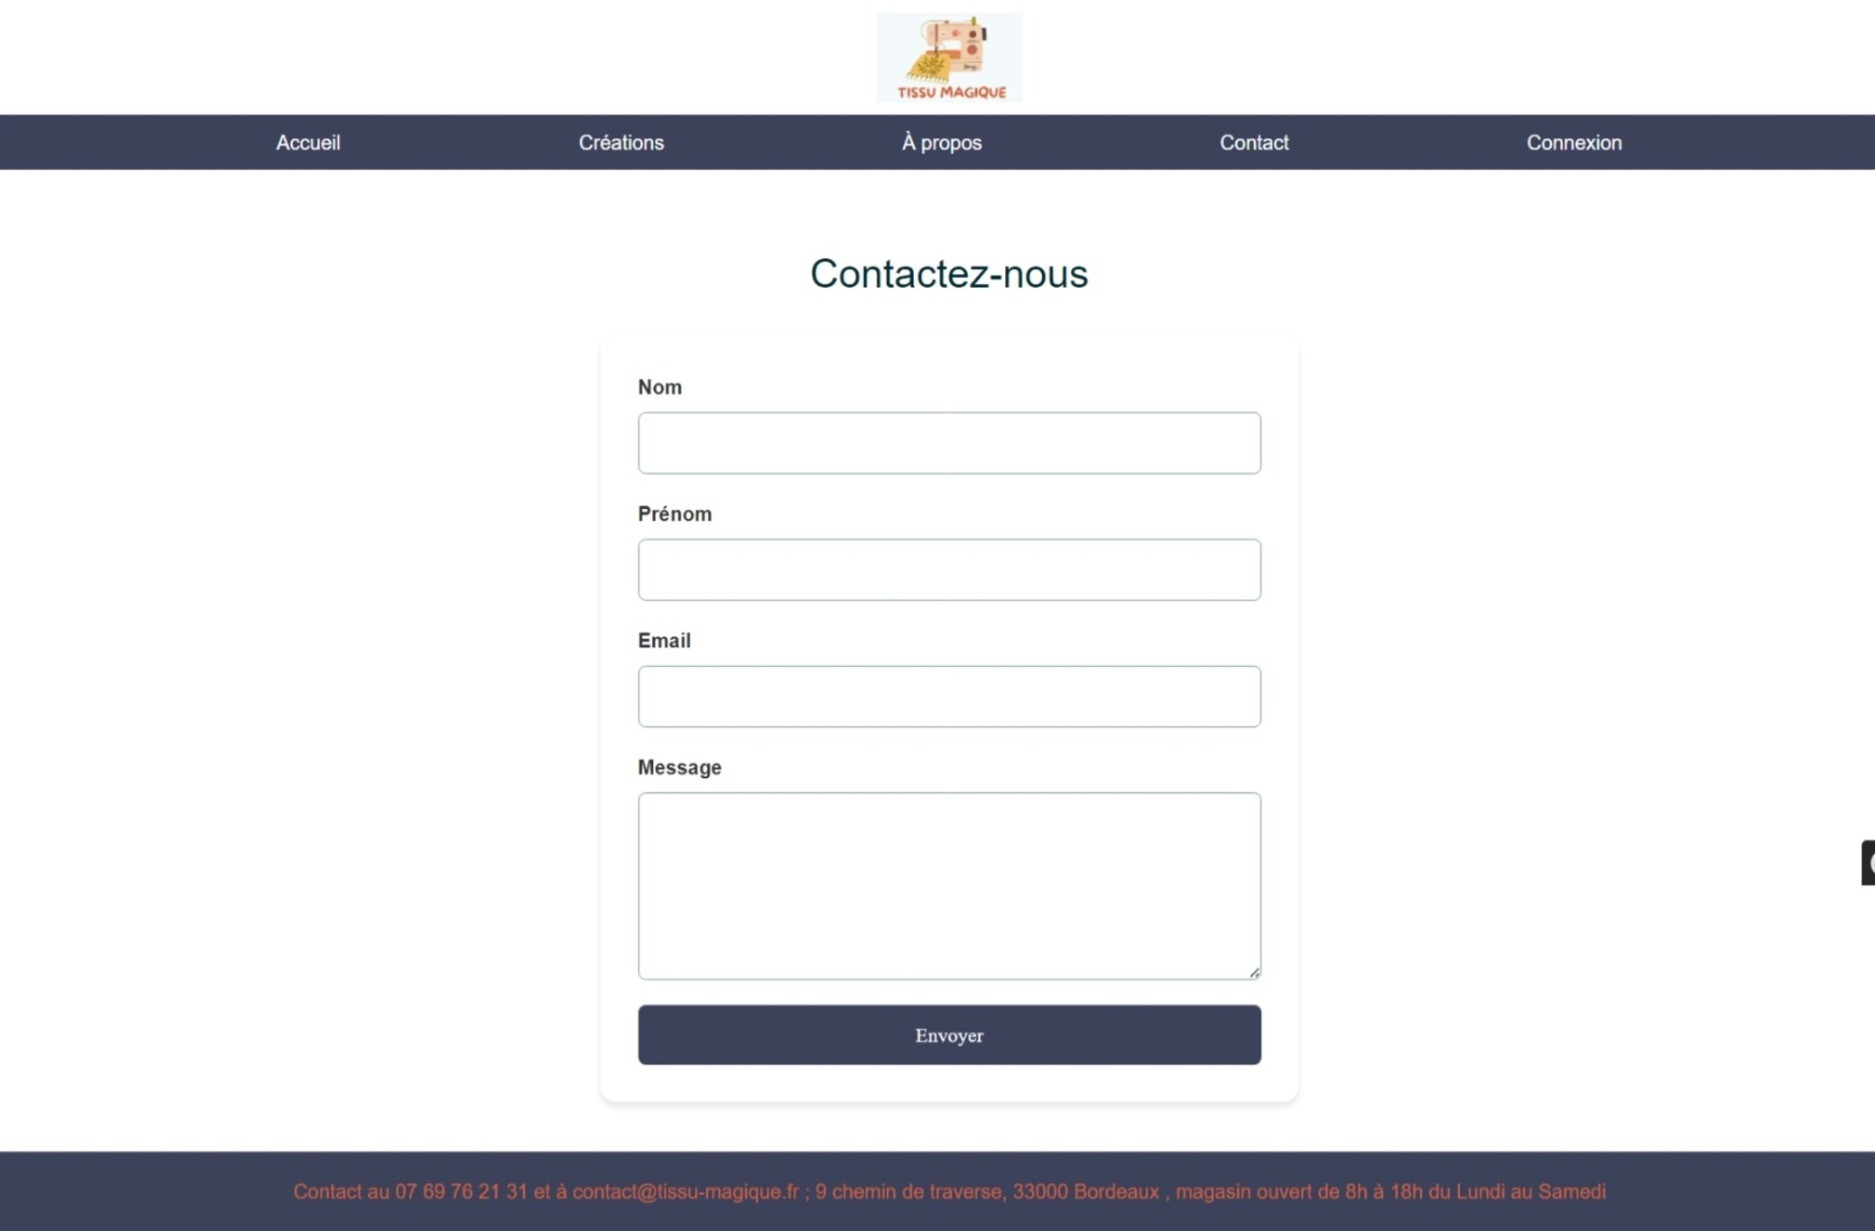 TISSU MAGIQUE
Accueil Créations À propos Contact Connexion
Contactez-nous
Nom
Prénom
Email
Message
Envoyer
Contact au 07 69 76 21 31 et à contact@tissu-magique.fr ; 9 chemin de traverse, 33000 Bordeaux , magasin ouvert de 8h à 18h du Lundi au Samedi